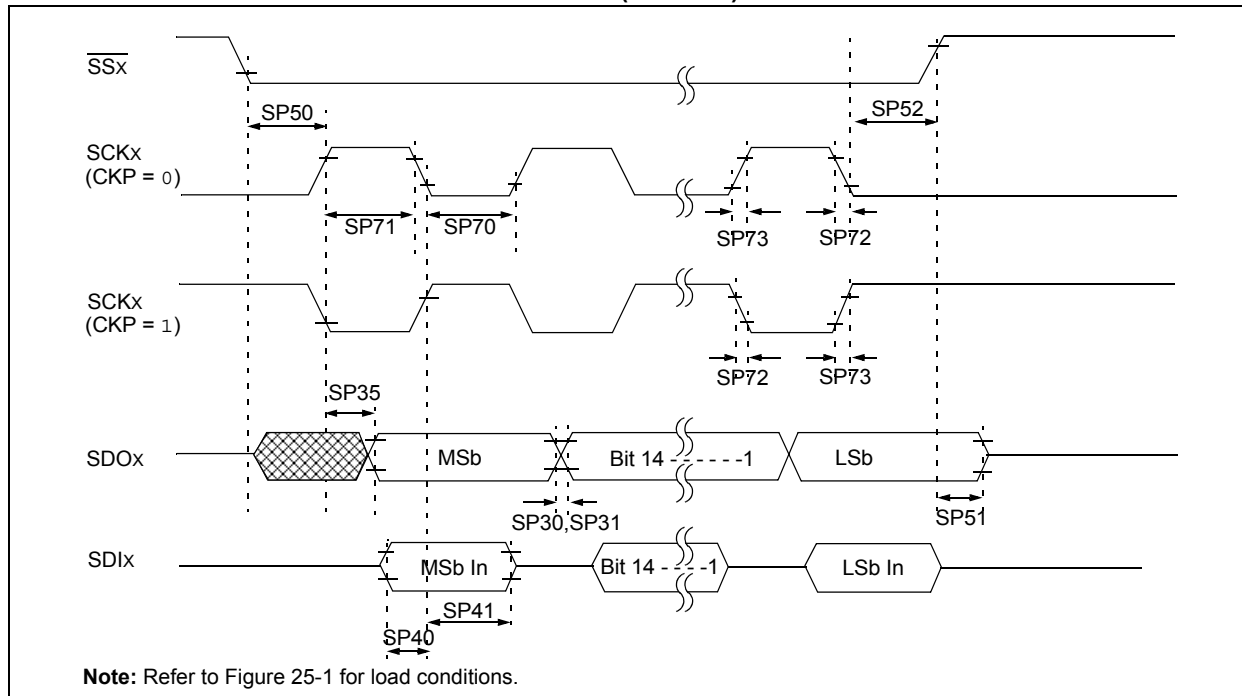 SSX
SP50
SP52
SCKX
(CKP = 0)
SP71
SP70
SP73
SP72
SCKX
(CKP = 1)
SP72
SP73
SP35
SDOX
MSb
Bit 14 - - - - - -1
LSb
SP30,SP31
SP51
SDIX
MSb In
Bit 14 - - - -1
LSb In
SP41
SP40
Note: Refer to Figure 25-1 for load conditions.